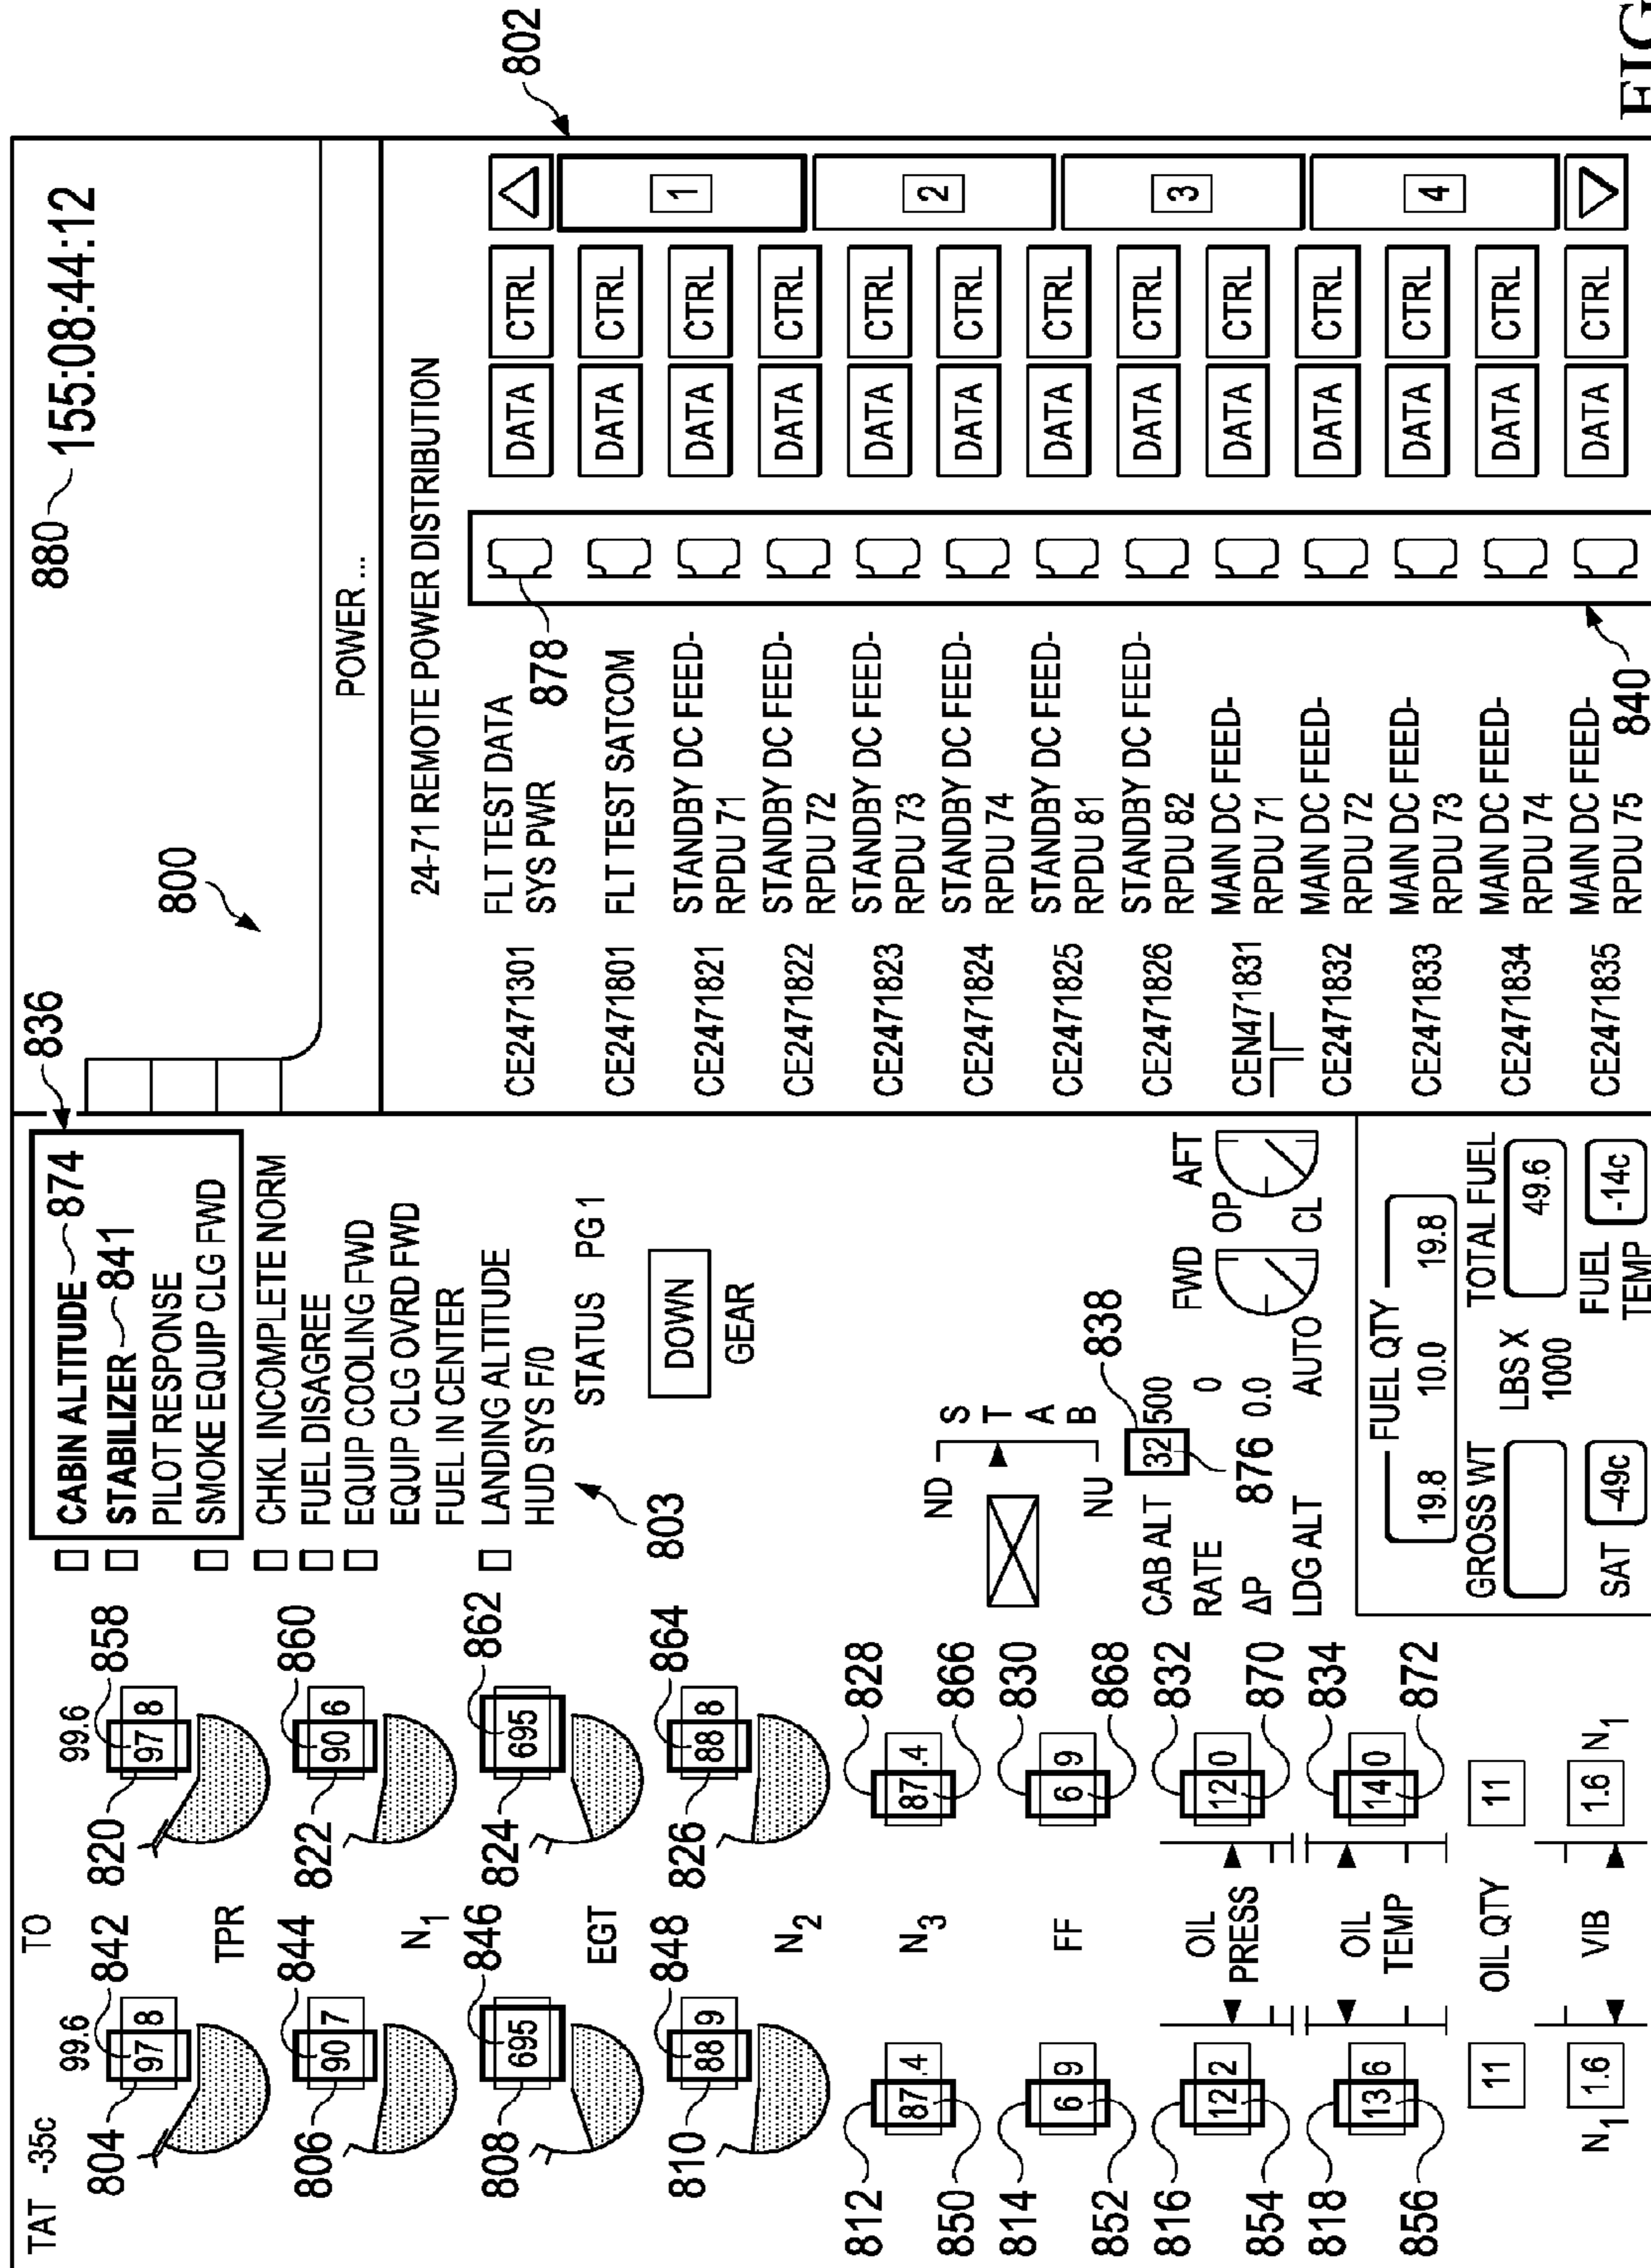 880 155:08:44:12
800
836
802
POWER ...
TAT -35c TO
99.6 842 99.6 858
804 97 8 820 97 8
TPR
844 860
806 90 7 822 90 6
N1
846 862
808 695 824 695
EGT
848 864
810 88 9 826 88 8
N2
812 87.4 87.4 828
N3
850 866
814 6 9 6 9 830
FF
852 868
816 12 2 12 0 832
OIL
PRESS
854 870
818 13 6 14 0 834
OIL
TEMP
856 872
11 OIL QTY 11
N1 1.6 VIB 1.6 N1
CABIN ALTITUDE 874
STABILIZER 841
PILOT RESPONSE
SMOKE EQUIP CLG FWD
CHKL INCOMPLETE NORM
FUEL DISAGREE
EQUIP COOLING FWD
EQUIP CLG OVRD FWD
FUEL IN CENTER
LANDING ALTITUDE
HUD SYS F/0
803
STATUS PG 1
DOWN
GEAR
ND
S
T
A
B
NU
838
CAB ALT 32 500
RATE 0
ΔP 876 0.0
LDG ALT AUTO
FWD AFT
OP
CL
FUEL QTY
19.8 10.0 19.8
GROSS WT LBS X TOTAL FUEL
1000 49.6
SAT -49c FUEL -14c
TEMP
24-71 REMOTE POWER DISTRIBUTION
CE2471301 FLT TEST DATA DATA CTRL
SYS PWR 878
CE2471801 FLT TEST SATCOM DATA CTRL 1
CE2471821 STANDBY DC FEED- DATA CTRL
RPDU 71
CE2471822 STANDBY DC FEED- DATA CTRL
RPDU 72
CE2471823 STANDBY DC FEED- DATA CTRL 2
RPDU 73
CE2471824 STANDBY DC FEED- DATA CTRL
RPDU 74
CE2471825 STANDBY DC FEED- DATA CTRL
RPDU 81
CE2471826 STANDBY DC FEED- DATA CTRL 3
RPDU 82
CEN471831 MAIN DC FEED- DATA CTRL
RPDU 71
CE2471832 MAIN DC FEED- DATA CTRL
RPDU 72
CE2471833 MAIN DC FEED- DATA CTRL 4
RPDU 73
CE2471834 MAIN DC FEED- DATA CTRL
RPDU 74
CE2471835 MAIN DC FEED- DATA CTRL
RPDU 75 840